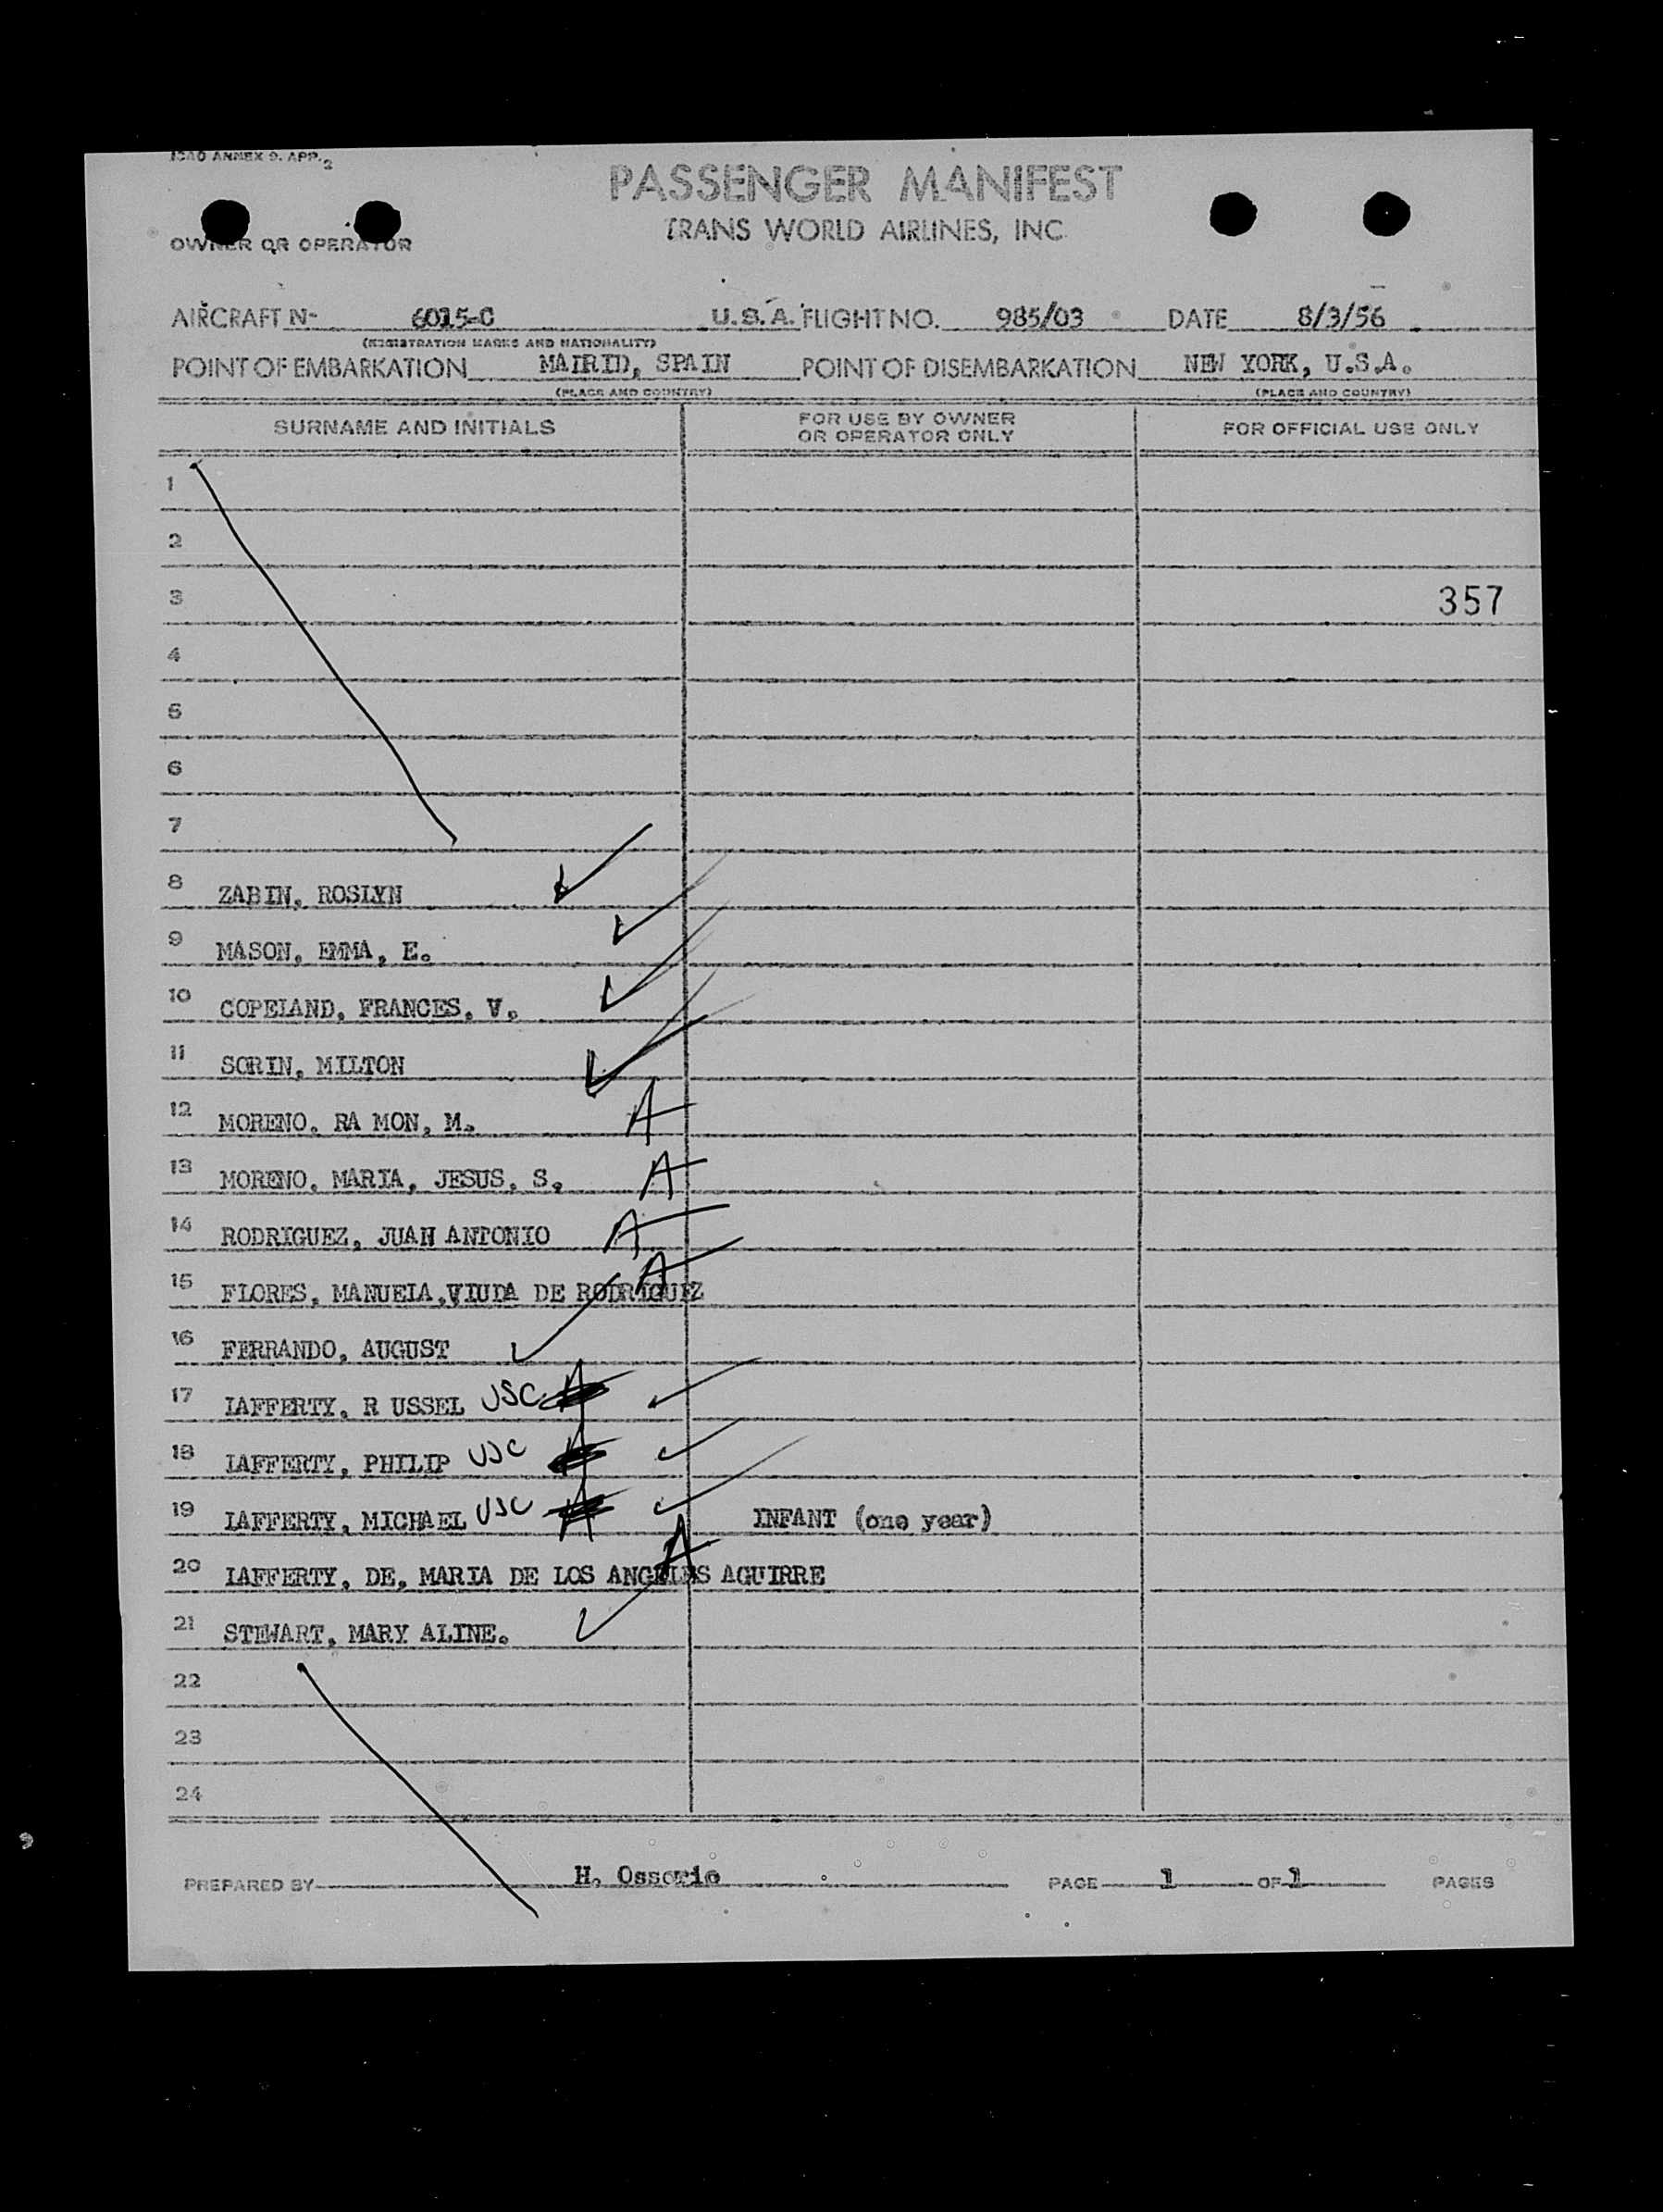 ICAO ANNEX 9. APP. 2
PASSENGER MANIFEST
TRANS WORLD AIRLINES, INC
OWNER OR OPERATOR
AIRCRAFT N- 6015-C U.S.A. FLIGHT NO. 985/03 DATE 8/3/56
(REGISTRATION MARKS AND NATIONALITY)
POINT OF EMBARKATION MADRID, SPAIN POINT OF DISEMBARKATION NEW YORK, U.S.A.
(PLACE AND COUNTRY) (PLACE AND COUNTRY)
SURNAME AND INITIALS FOR USE BY OWNER OR OPERATOR ONLY FOR OFFICIAL USE ONLY
1
2
3 357
4
5
6
7
8 ZABIN, ROSLYN
9 MASON, EMMA, E.
10 COPELAND, FRANCES, V.
11 SORIN, MILTON
12 MORENO, RA MON, M. A
13 MORENO, MARIA, JESUS, S. A
14 RODRIGUEZ, JUAN ANTONIO A
15 FLORES, MANUELA, VIUDA DE RODRIGUEZ A
16 FERRANDO, AUGUST
17 LAFFERTY, R USSEL USC A
18 LAFFERTY, PHILIP USC A
19 LAFFERTY, MICHAEL USC A INFANT (one year)
20 LAFFERTY, DE, MARIA DE LOS ANGELES AGUIRRE A
21 STEWART, MARY ALINE.
22
23
24
PREPARED BY H. Ossorio PAGE 1 OF 1 PAGES